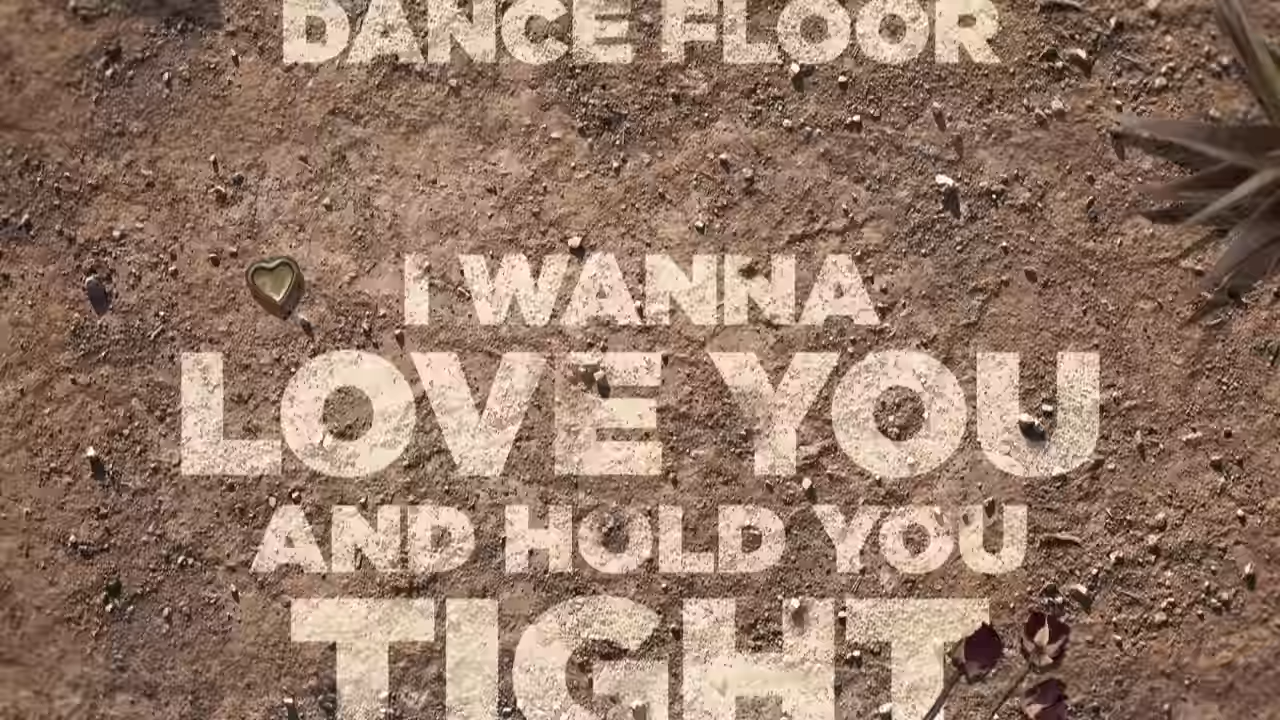 DANCE FLOOR
I WANNA
LOVE YOU
AND HOLD YOU
TIGHT